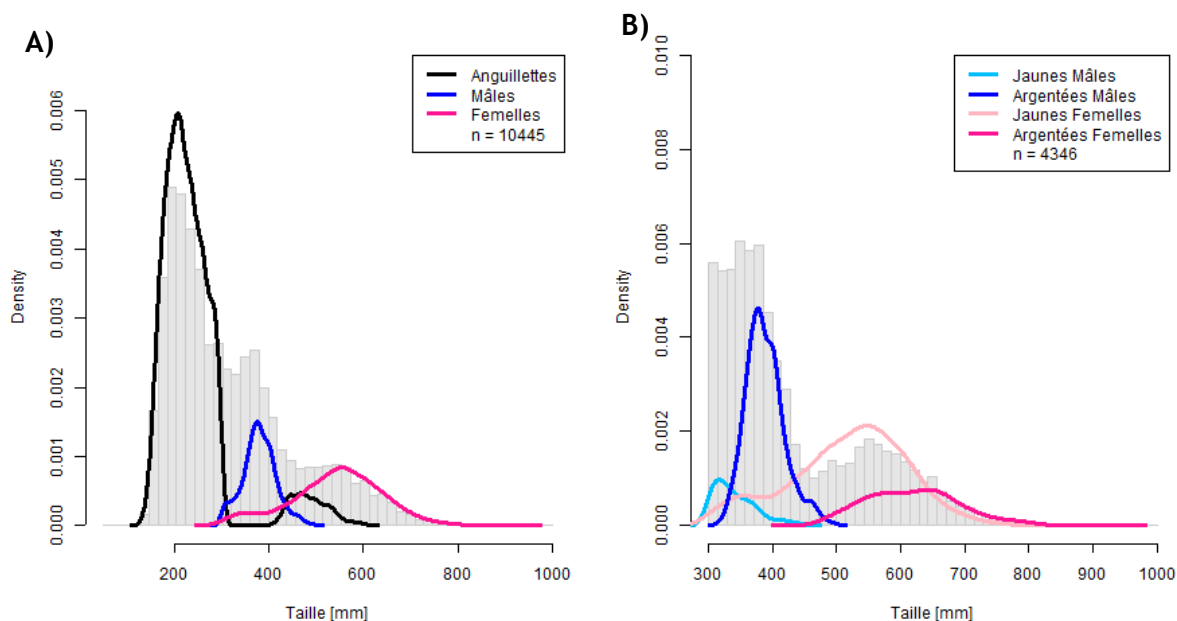 A)
Anguillettes
Mâles
Femelles
n = 10445
0.006
0.005
0.004
0.003
0.002
0.001
0.000
Density
200 400 600 800 1000
Taille [mm]
B)
Jaunes Mâles
Argentées Mâles
Jaunes Femelles
Argentées Femelles
n = 4346
0.010
0.008
0.006
0.004
0.002
0.000
Density
300 400 500 600 700 800 900 1000
Taille [mm]